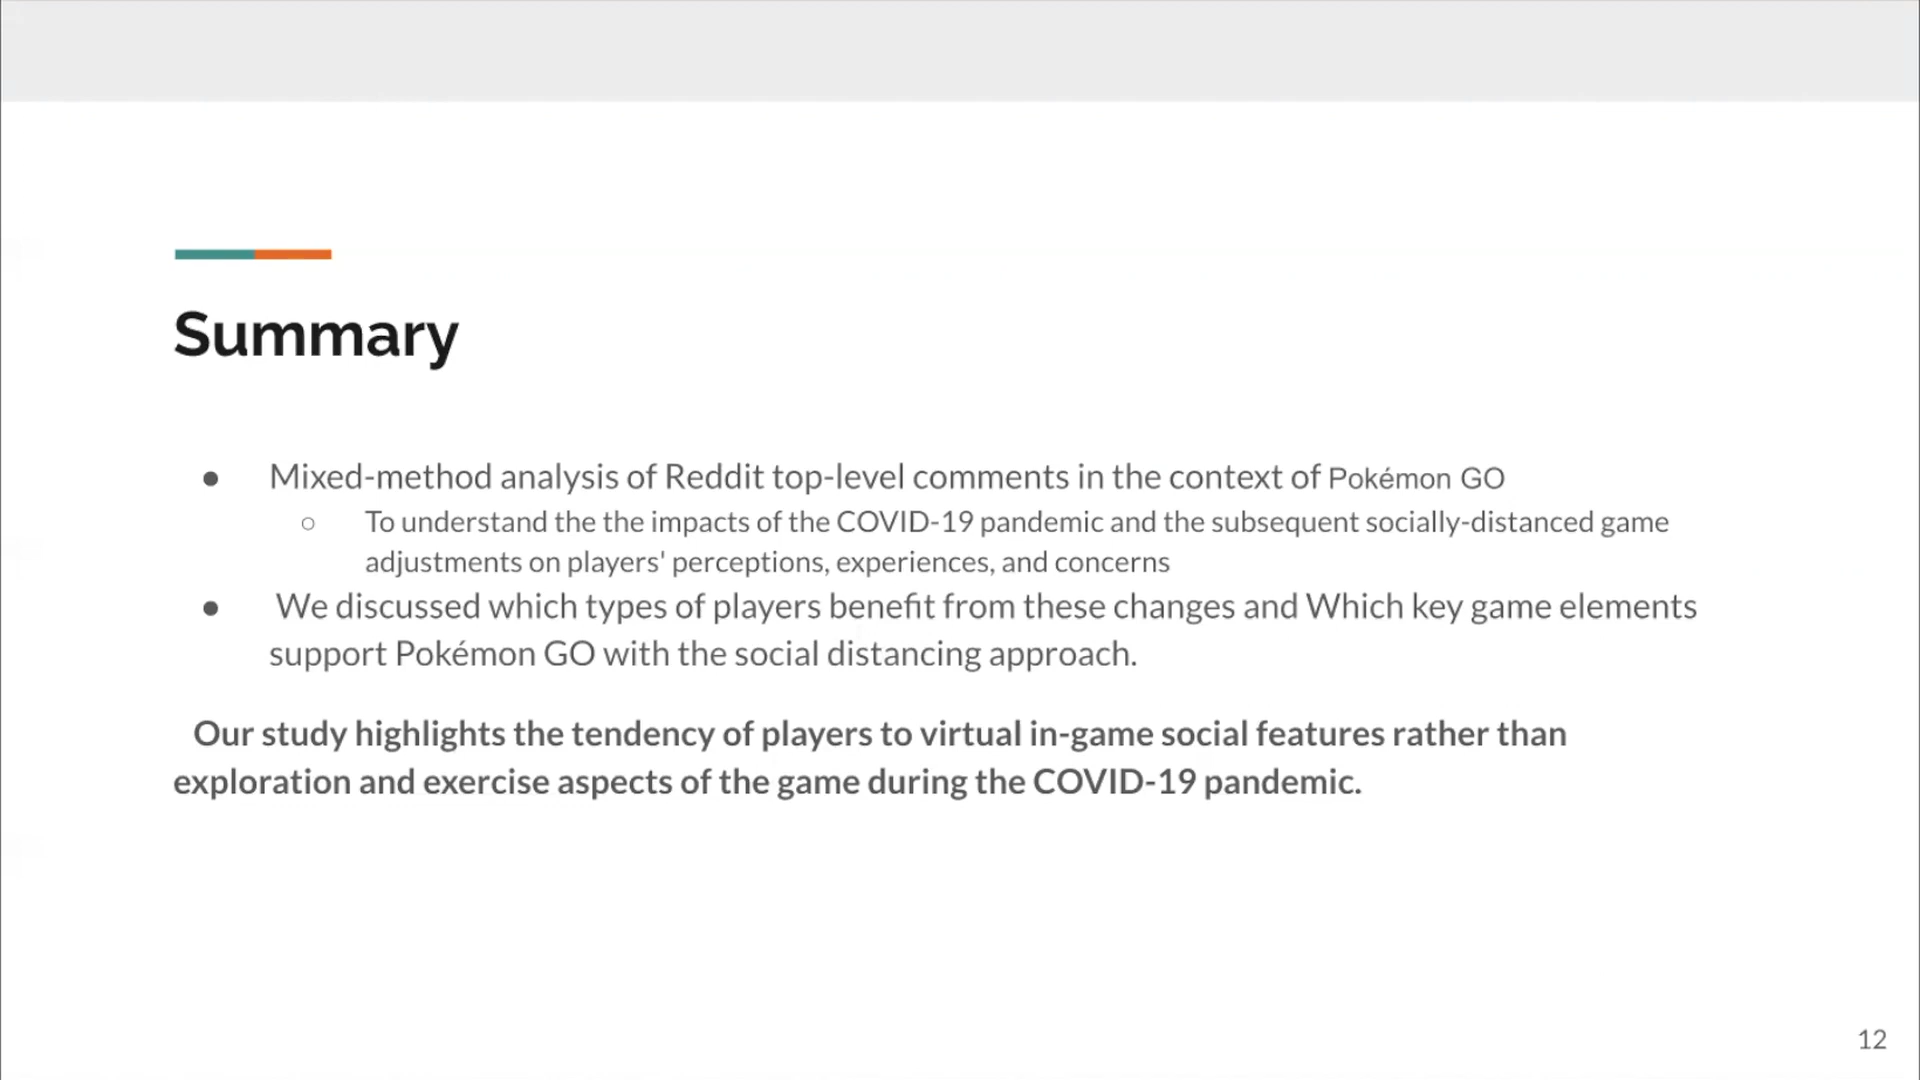 Summary
● Mixed-method analysis of Reddit top-level comments in the context of Pokémon GO
○ To understand the the impacts of the COVID-19 pandemic and the subsequent socially-distanced game
adjustments on players' perceptions, experiences, and concerns
● We discussed which types of players benefit from these changes and Which key game elements
support Pokémon GO with the social distancing approach.
Our study highlights the tendency of players to virtual in-game social features rather than
exploration and exercise aspects of the game during the COVID-19 pandemic.
12